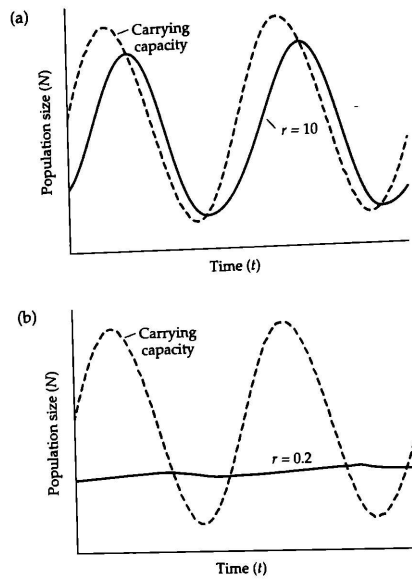 (a)
Carrying
capacity
r = 10
Population size (N)
Time (t)
(b)
Carrying
capacity
r = 0.2
Population size (N)
Time (t)